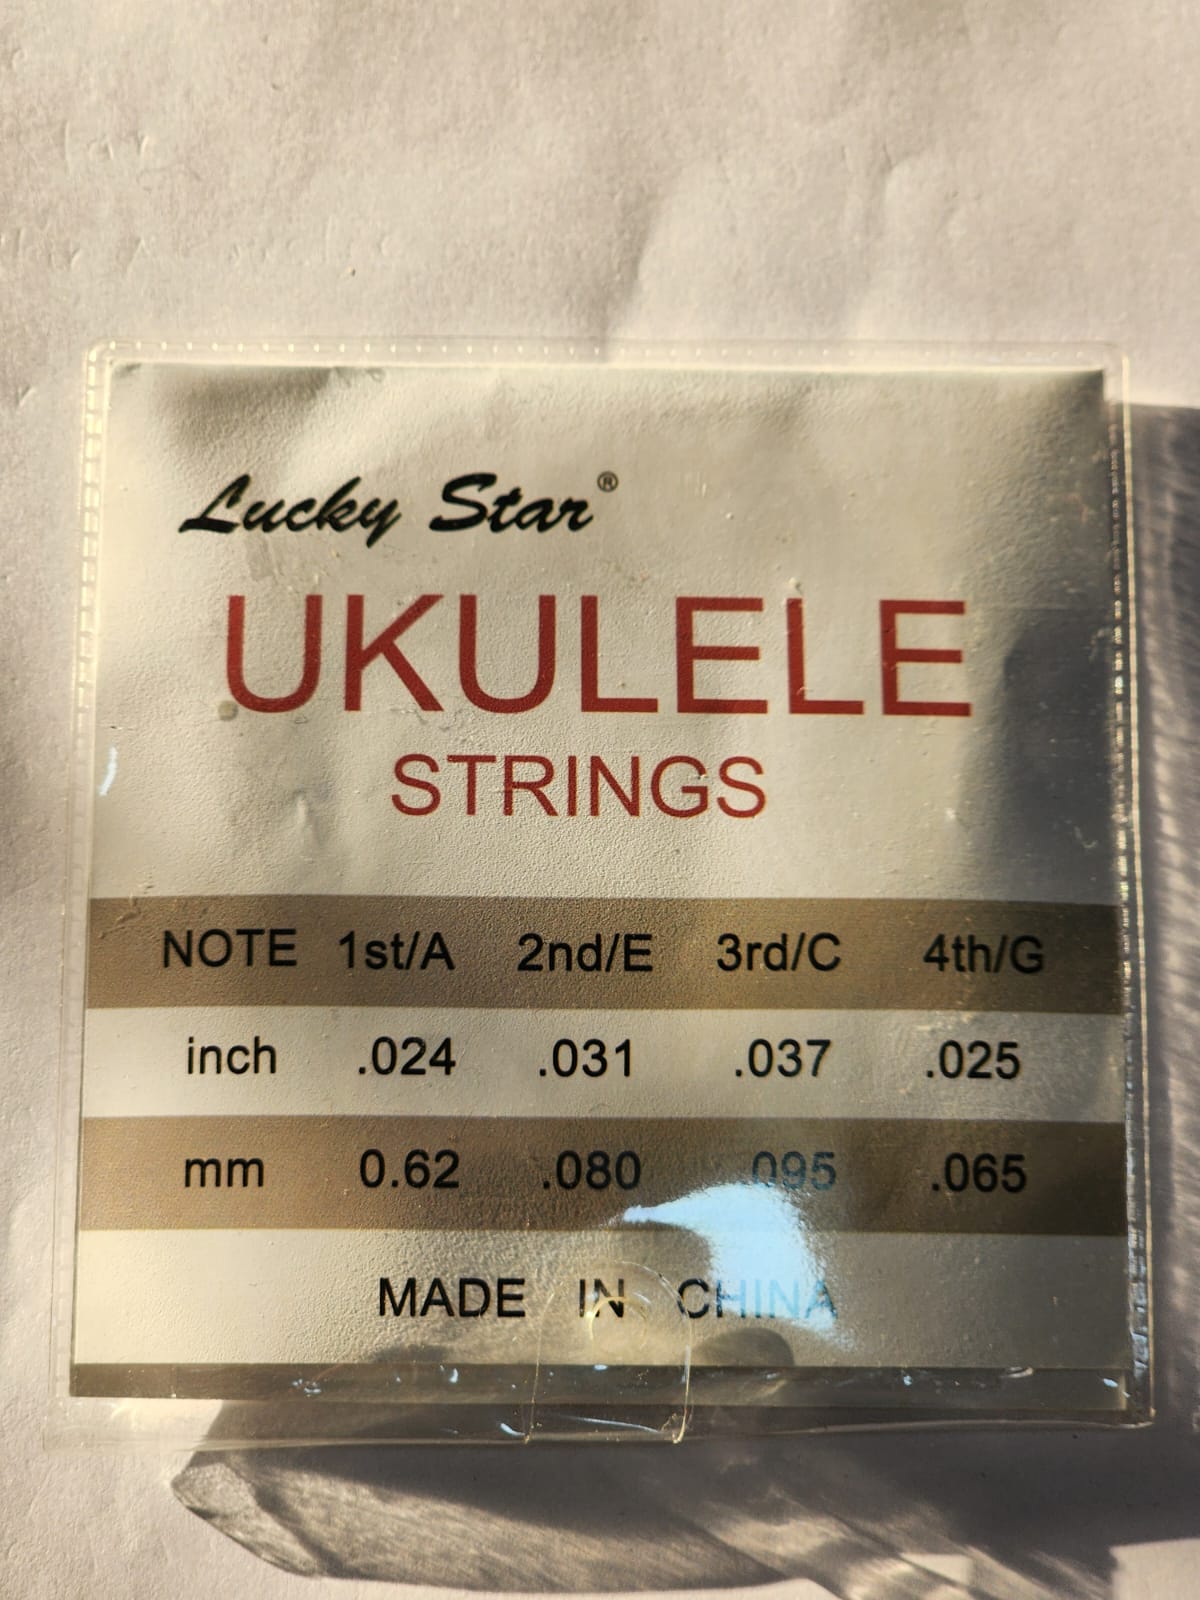 Lucky Star®
UKULELE
STRINGS
NOTE 1st/A 2nd/E 3rd/C 4th/G
inch .024 .031 .037 .025
mm 0.62 .080 .095 .065
MADE IN CHINA